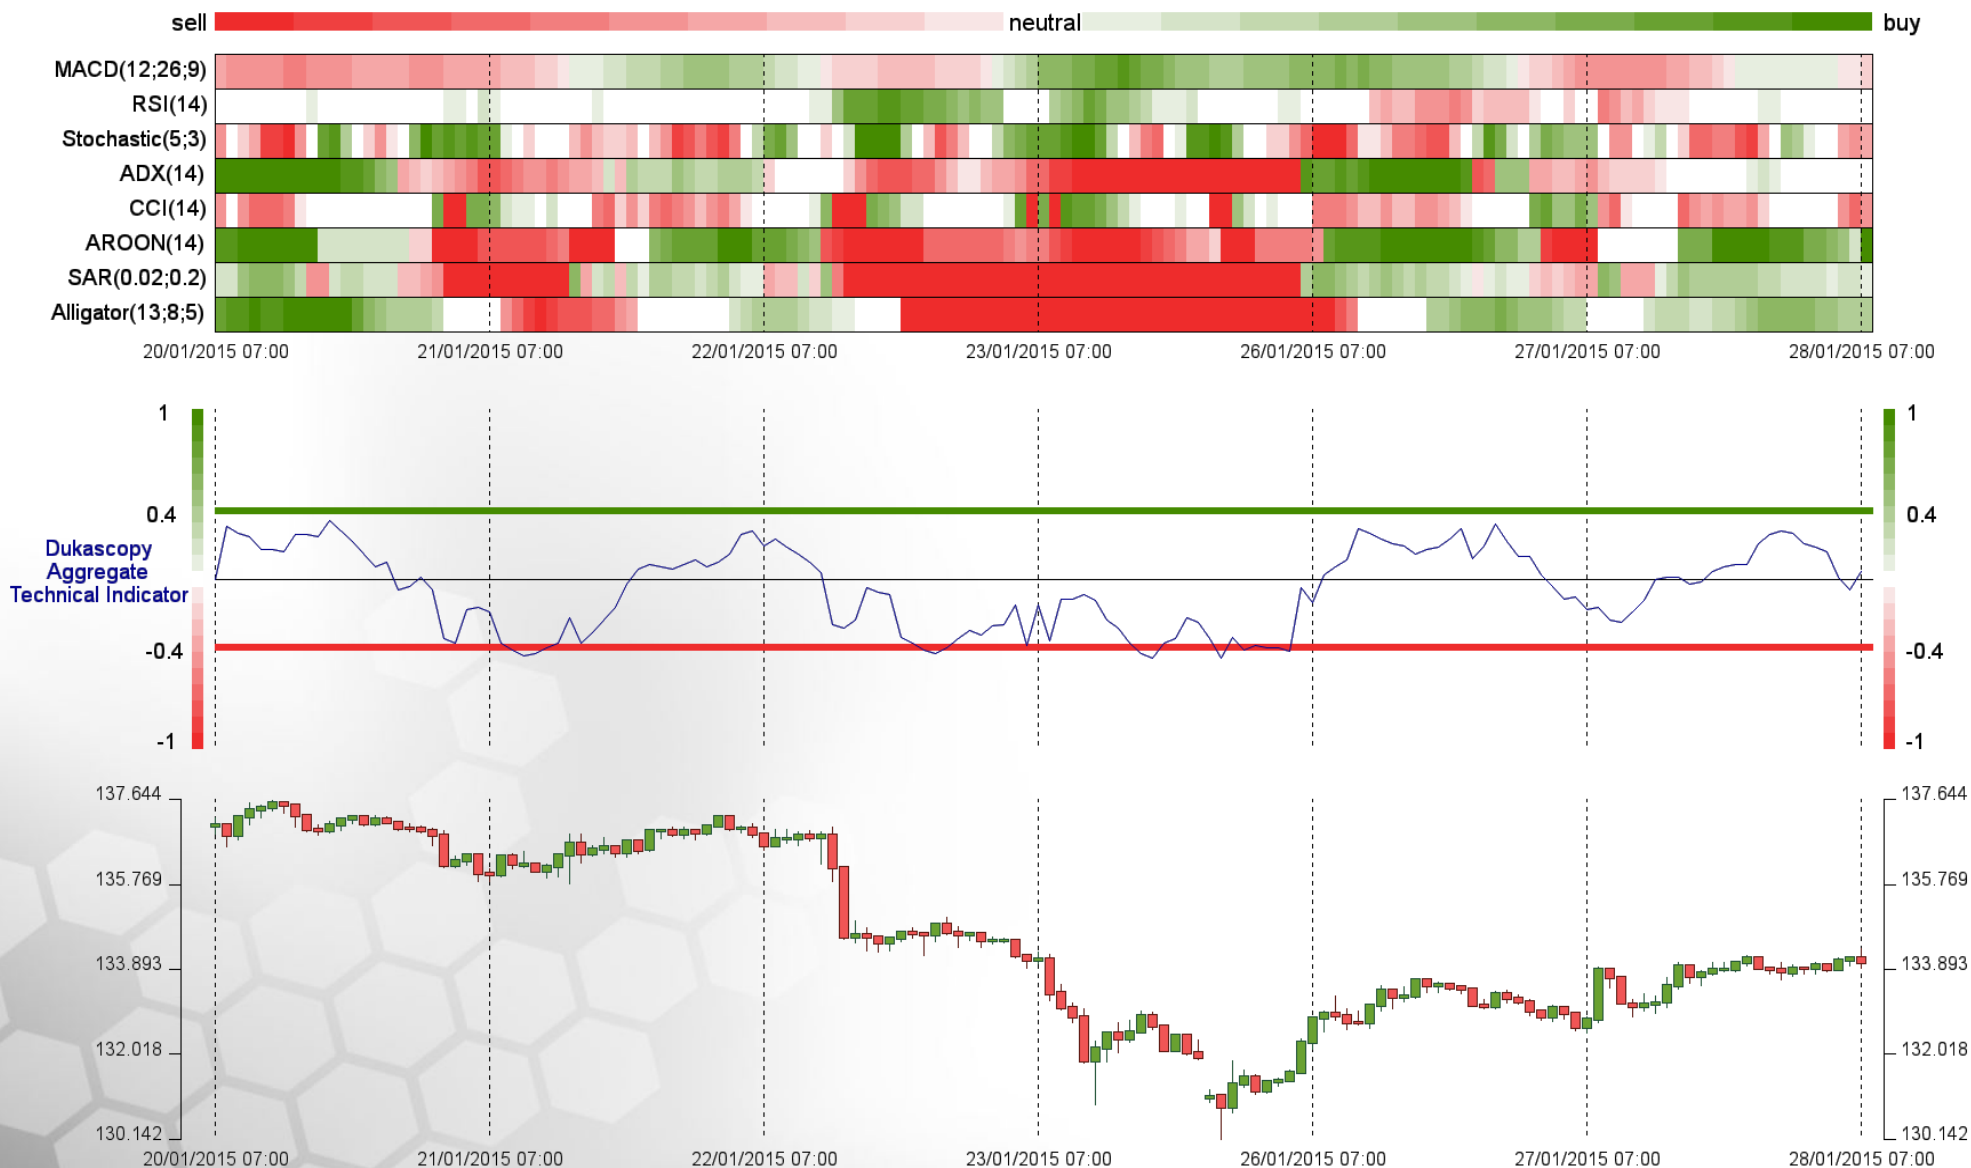 sell neutral buy
MACD(12;26;9)
RSI(14)
Stochastic(5;3)
ADX(14)
CCI(14)
AROON(14)
SAR(0.02;0.2)
Alligator(13;8;5)
20/01/2015 07:00 21/01/2015 07:00 22/01/2015 07:00 23/01/2015 07:00 26/01/2015 07:00 27/01/2015 07:00 28/01/2015 07:00
1 1
0.4 0.4
Dukascopy
Aggregate
Technical Indicator
-0.4 -0.4
-1 -1
137.644 137.644
135.769 135.769
133.893 133.893
132.018 132.018
130.142 130.142
20/01/2015 07:00 21/01/2015 07:00 22/01/2015 07:00 23/01/2015 07:00 26/01/2015 07:00 27/01/2015 07:00 28/01/2015 07:00